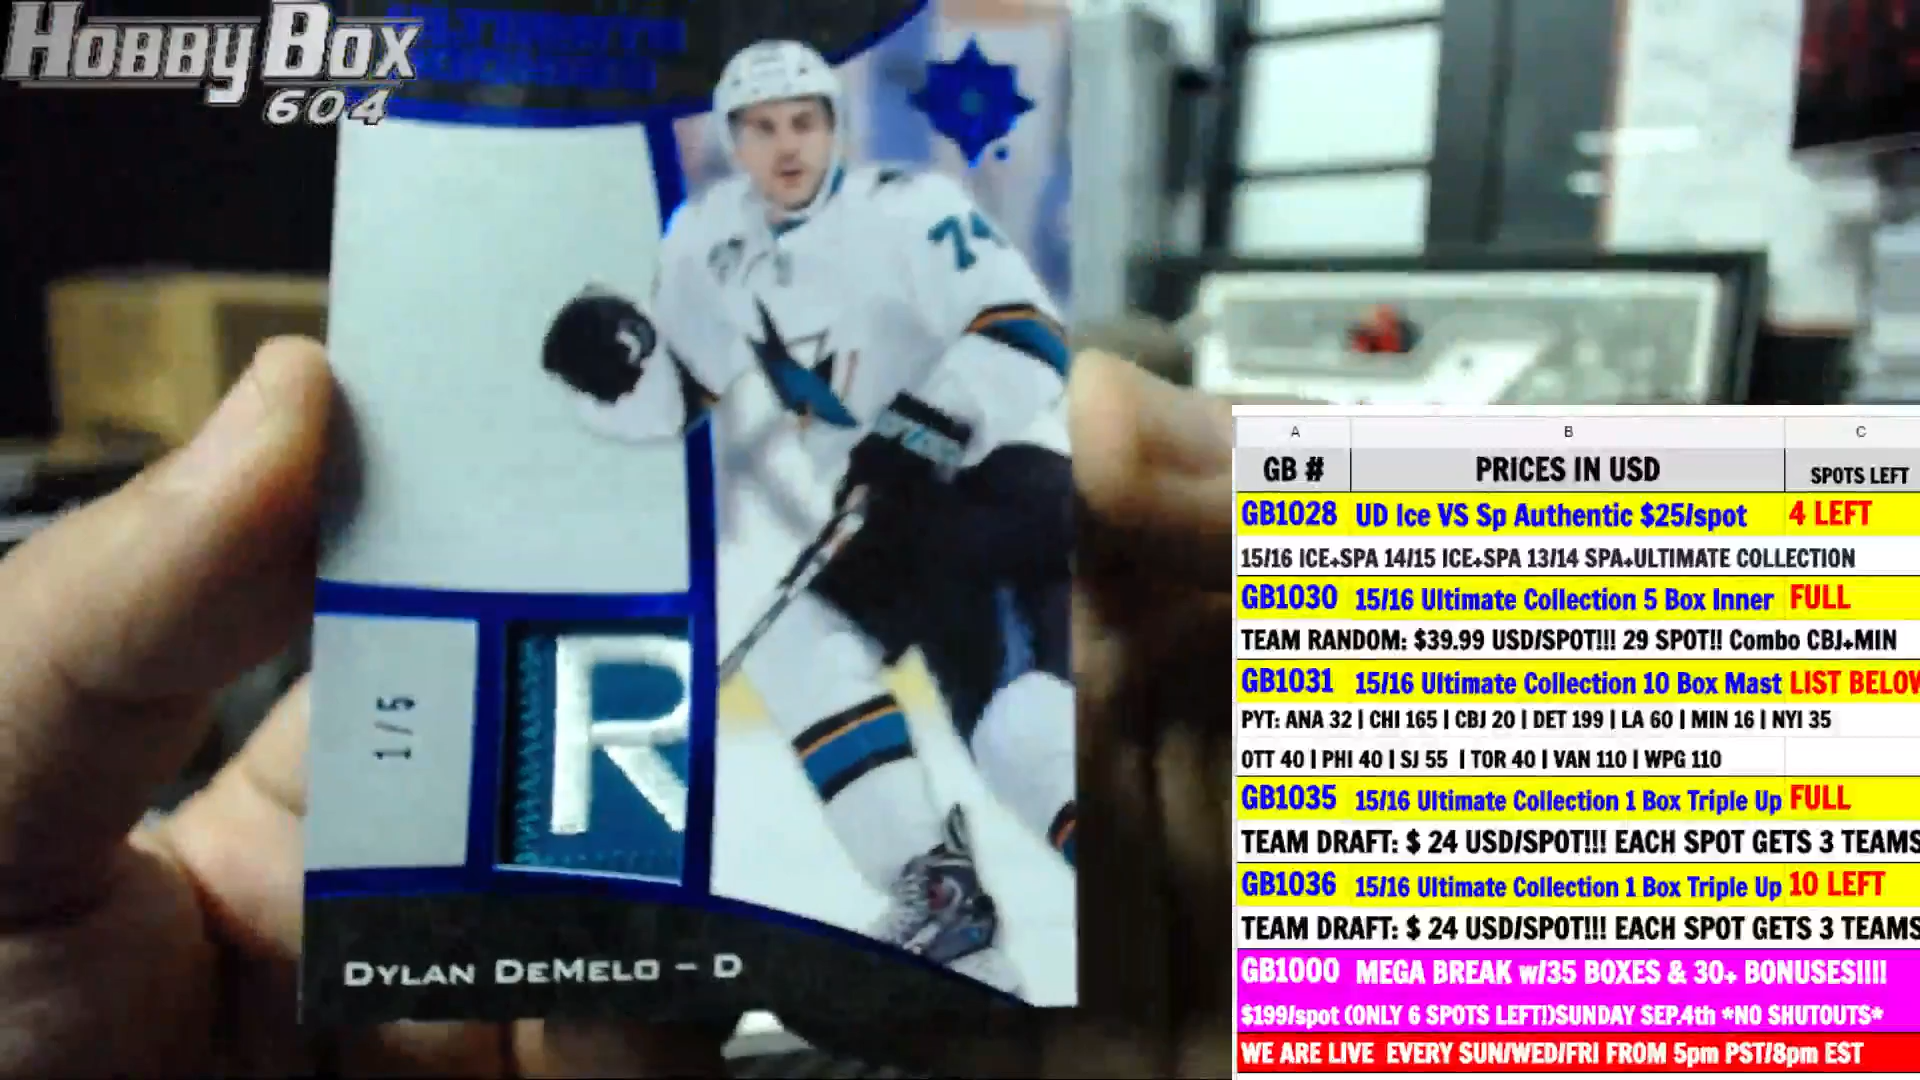 HOBBY BOX
604
ULTIMATE
74
1/5
R
DYLAN DEMELO - D
A B C
GB # PRICES IN USD SPOTS LEFT
GB1028 UD Ice VS Sp Authentic $25/spot 4 LEFT
15/16 ICE+SPA 14/15 ICE+SPA 13/14 SPA+ULTIMATE COLLECTION
GB1030 15/16 Ultimate Collection 5 Box Inner FULL
TEAM RANDOM: $39.99 USD/SPOT!!! 29 SPOT!! Combo CBJ+MIN
GB1031 15/16 Ultimate Collection 10 Box Mast LIST BELOW
PYT: ANA 32 | CHI 165 | CBJ 20 | DET 199 | LA 60 | MIN 16 | NYI 35
OTT 40 | PHI 40 | SJ 55 | TOR 40 | VAN 110 | WPG 110
GB1035 15/16 Ultimate Collection 1 Box Triple Up FULL
TEAM DRAFT: $ 24 USD/SPOT!!! EACH SPOT GETS 3 TEAMS
GB1036 15/16 Ultimate Collection 1 Box Triple Up 10 LEFT
TEAM DRAFT: $ 24 USD/SPOT!!! EACH SPOT GETS 3 TEAMS
GB1000 MEGA BREAK w/35 BOXES & 30+ BONUSES!!!!
$199/spot (ONLY 6 SPOTS LEFT!)SUNDAY SEP.4th *NO SHUTOUTS*
WE ARE LIVE EVERY SUN/WED/FRI FROM 5pm PST/8pm EST